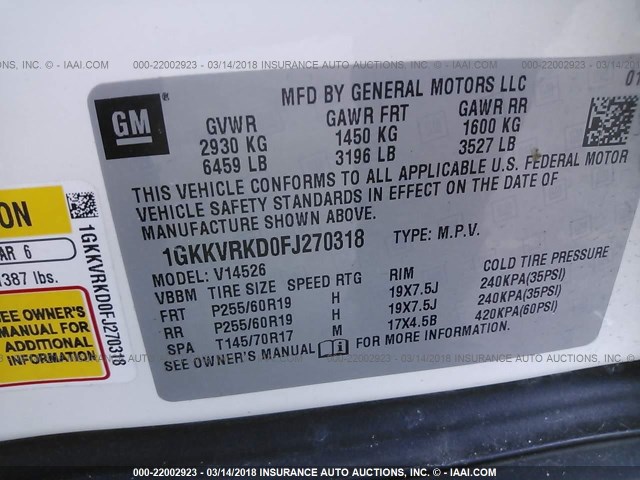 000-22002923 - 03/14/2018 INSURANCE AUTO AUCTIONS, INC. - IAAI.COM
MFD BY GENERAL MOTORS LLC
GM
GVWR GAWR FRT GAWR RR
2930 KG 1450 KG 1600 KG
6459 LB 3196 LB 3527 LB
THIS VEHICLE CONFORMS TO ALL APPLICABLE U.S. FEDERAL MOTOR
VEHICLE SAFETY STANDARDS IN EFFECT ON THE DATE OF
MANUFACTURE SHOWN ABOVE.
1GKKVRKD0FJ270318 TYPE: M.P.V.
MODEL: V14526
VBBM TIRE SIZE SPEED RTG RIM COLD TIRE PRESSURE
FRT P255/60R19 H 19X7.5J 240KPA(35PSI)
RR P255/60R19 H 19X7.5J 240KPA(35PSI)
SPA T145/70R17 M 17X4.5B 420KPA(60PSI)
SEE OWNER'S MANUAL FOR MORE INFORMATION.
AR 6
387 lbs.
SEE OWNER'S
MANUAL FOR
ADDITIONAL
INFORMATION
1GKKVRKD0FJ270318
000-22002923 - 03/14/2018 INSURANCE AUTO AUCTIONS, INC. - IAAI.COM